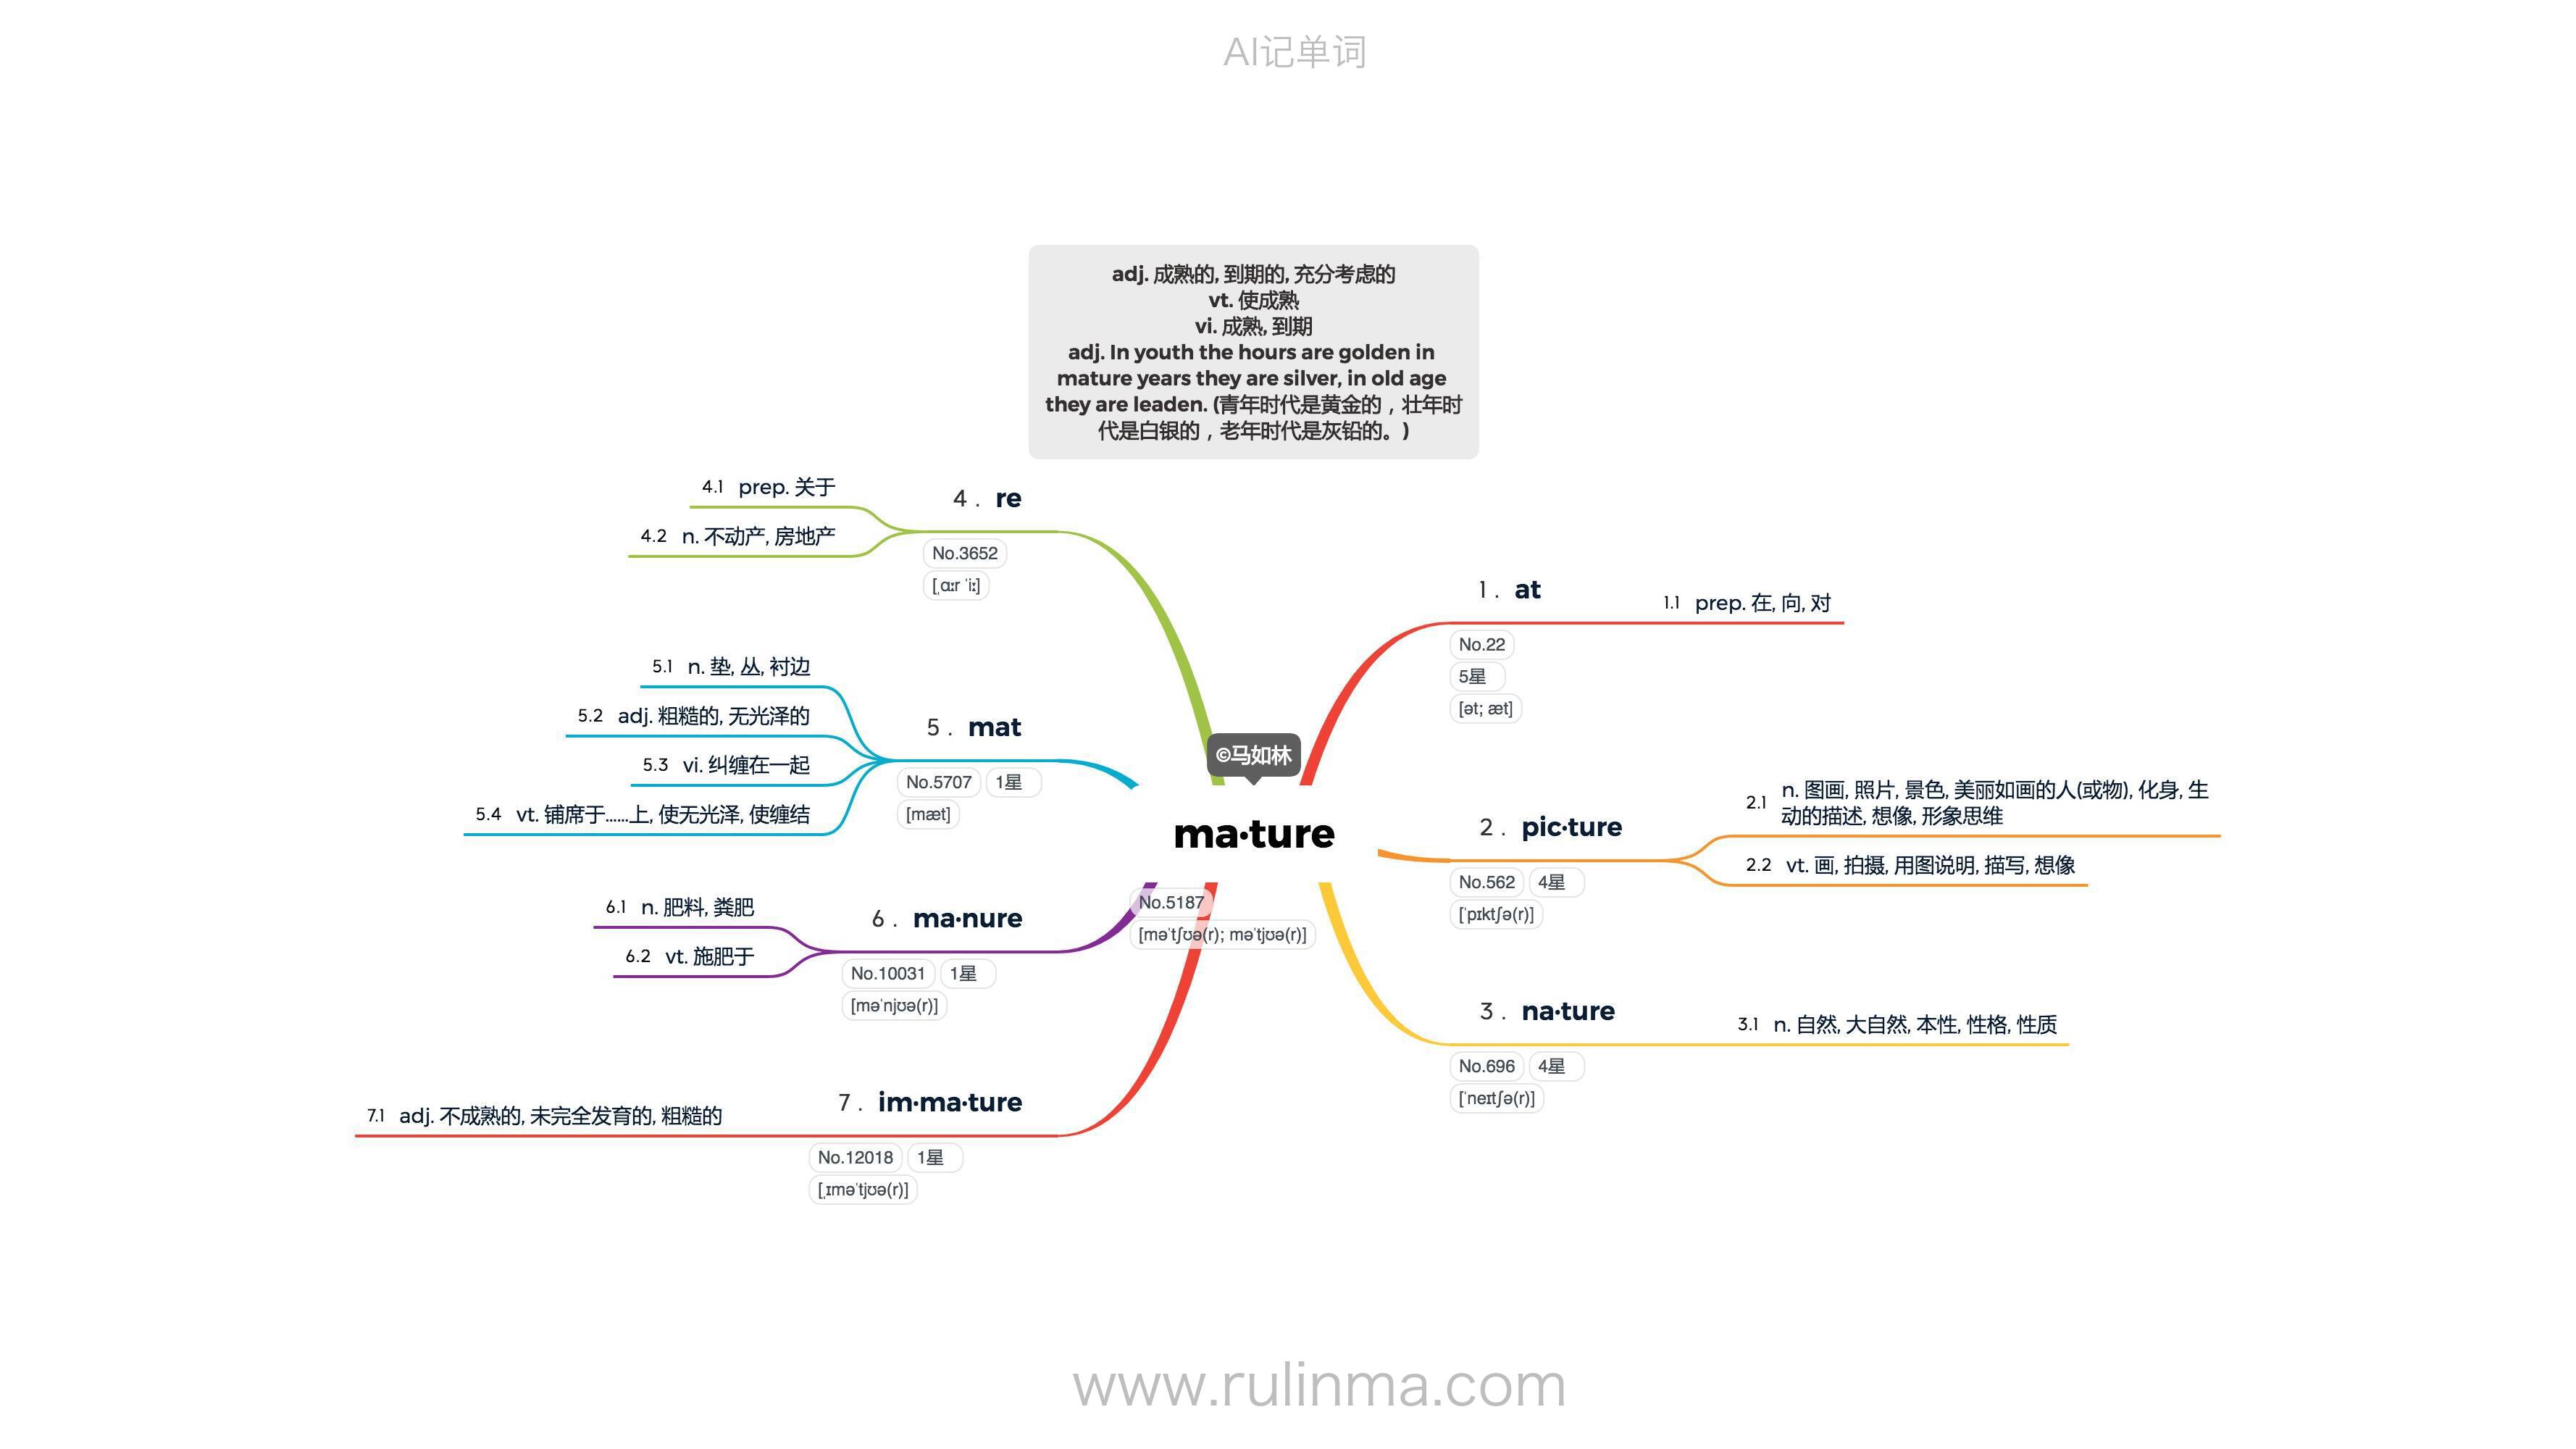 AI记单词
adj. 成熟的, 到期的, 充分考虑的
vt. 使成熟
vi. 成熟, 到期
adj. In youth the hours are golden in
mature years they are silver, in old age
they are leaden. (青年时代是黄金的，壮年时
代是白银的，老年时代是灰铅的。)
©马如林
ma·ture
No.5187
[məˈtʃʊə(r); məˈtjʊə(r)]
1. at
No.22
5星
[ət; æt]
1.1 prep. 在, 向, 对
2. pic·ture
No.562 4星
[ˈpɪktʃə(r)]
2.1 n. 图画, 照片, 景色, 美丽如画的人(或物), 化身, 生
动的描述, 想像, 形象思维
2.2 vt. 画, 拍摄, 用图说明, 描写, 想像
3. na·ture
No.696 4星
[ˈneɪtʃə(r)]
3.1 n. 自然, 大自然, 本性, 性格, 性质
4. re
No.3652
[ˌɑːr ˈiː]
4.1 prep. 关于
4.2 n. 不动产, 房地产
5. mat
No.5707 1星
[mæt]
5.1 n. 垫, 丛, 衬边
5.2 adj. 粗糙的, 无光泽的
5.3 vi. 纠缠在一起
5.4 vt. 铺席于......上, 使无光泽, 使缠结
6. ma·nure
No.10031 1星
[məˈnjʊə(r)]
6.1 n. 肥料, 粪肥
6.2 vt. 施肥于
7. im·ma·ture
No.12018 1星
[ˌɪməˈtjʊə(r)]
7.1 adj. 不成熟的, 未完全发育的, 粗糙的
www.rulinma.com